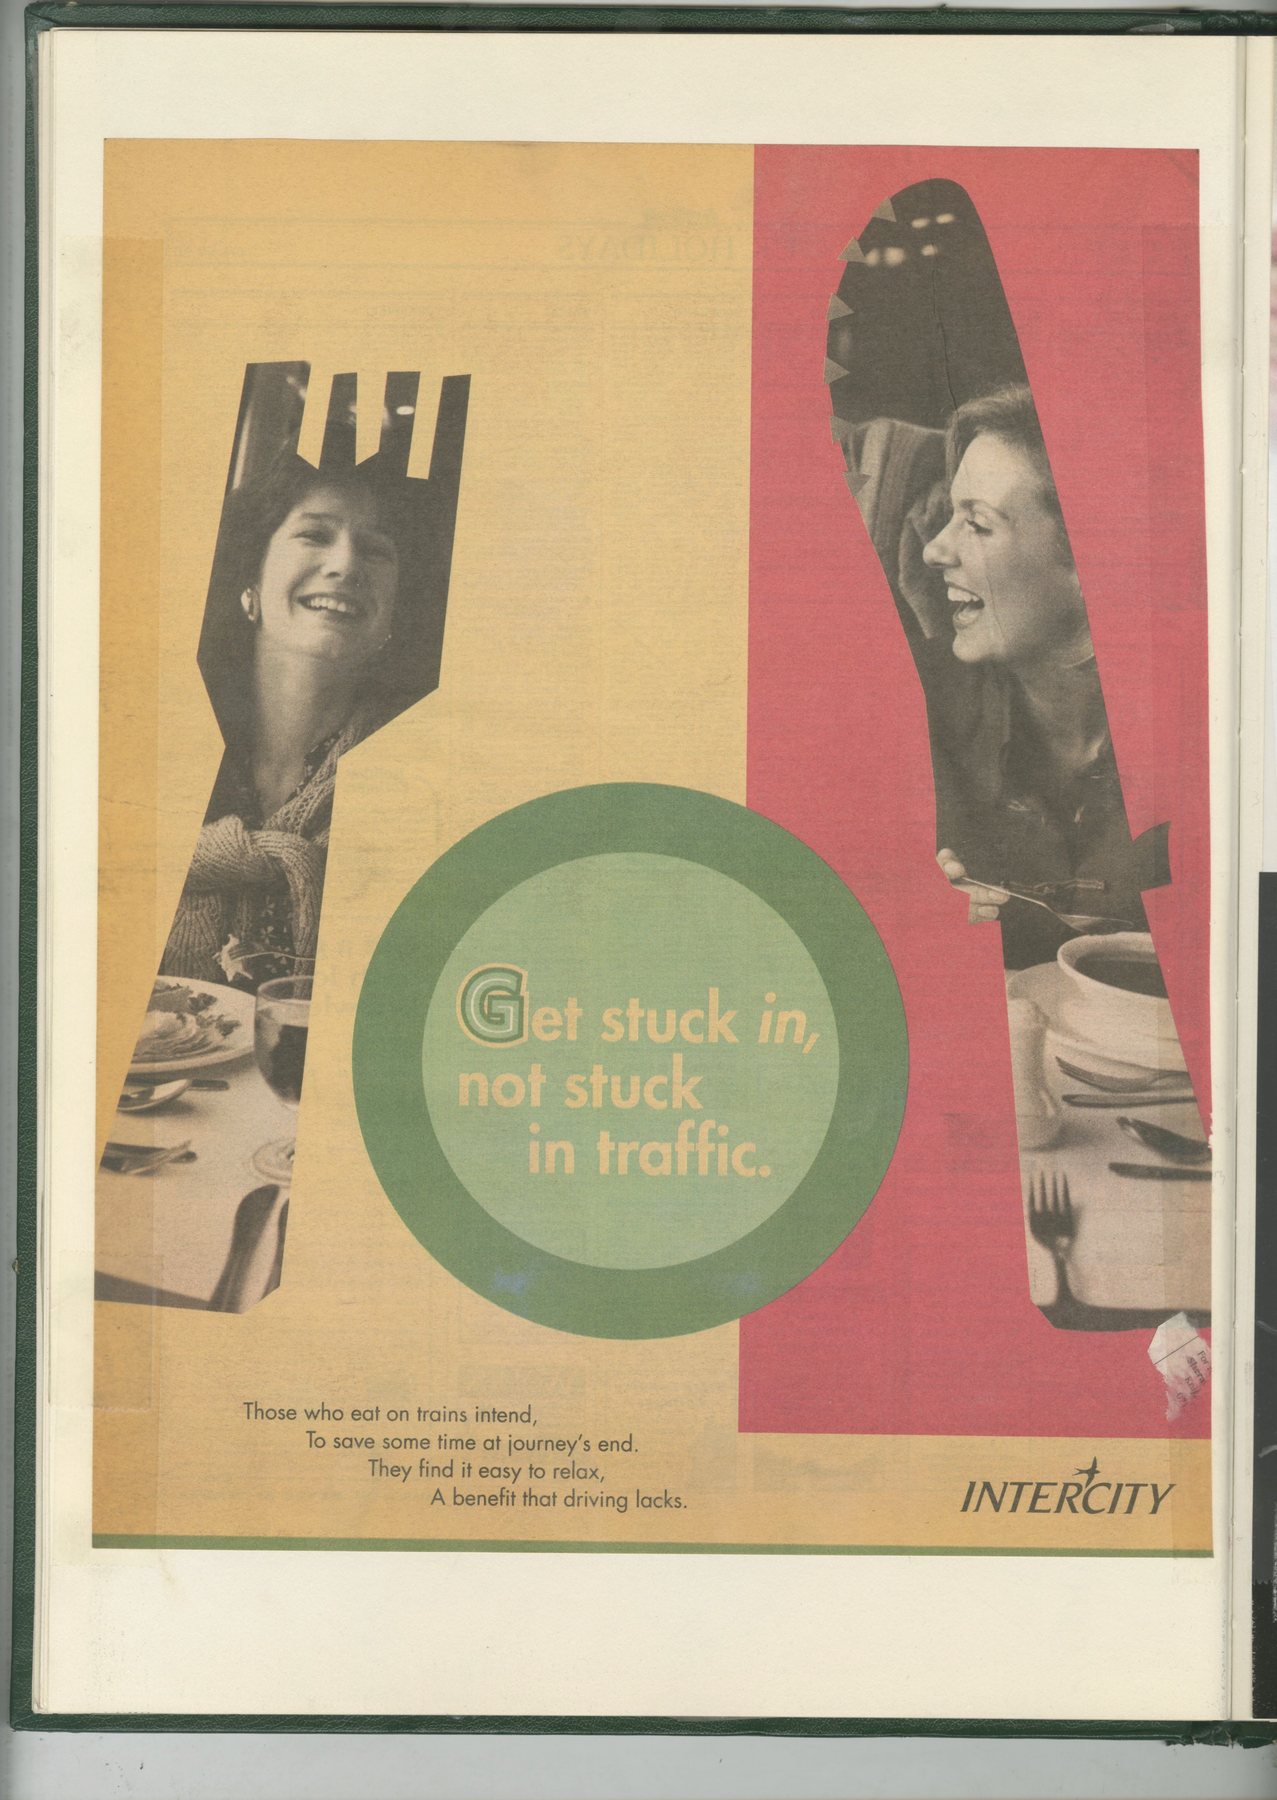 Get stuck in,
not stuck
in traffic.
Those who eat on trains intend,
To save some time at journey's end.
They find it easy to relax,
A benefit that driving lacks.
INTERCITY